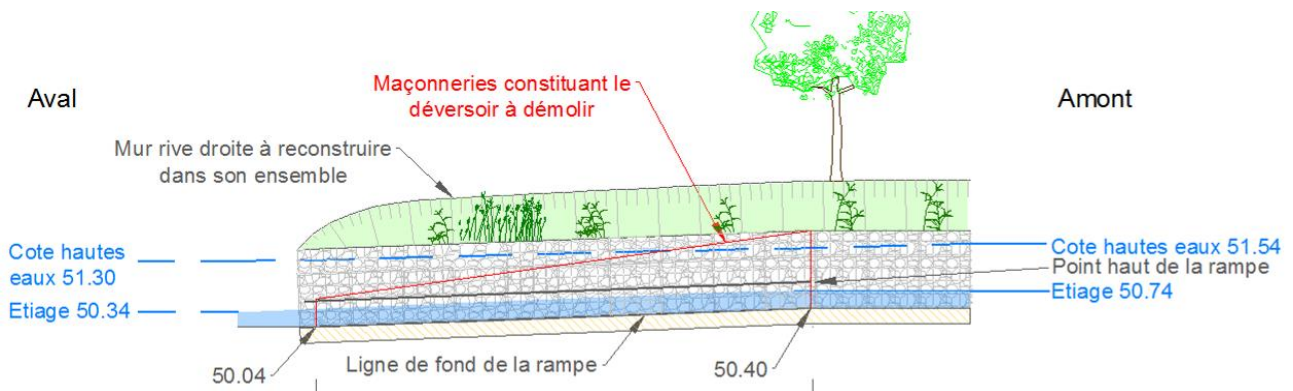 Aval
Maçonneries constituant le
déversoir à démolir
Amont
Mur rive droite à reconstruire
dans son ensemble
Cote hautes
eaux 51.30
Cote hautes eaux 51.54
Point haut de la rampe
Etiage 50.34
Etiage 50.74
50.04
Ligne de fond de la rampe
50.40